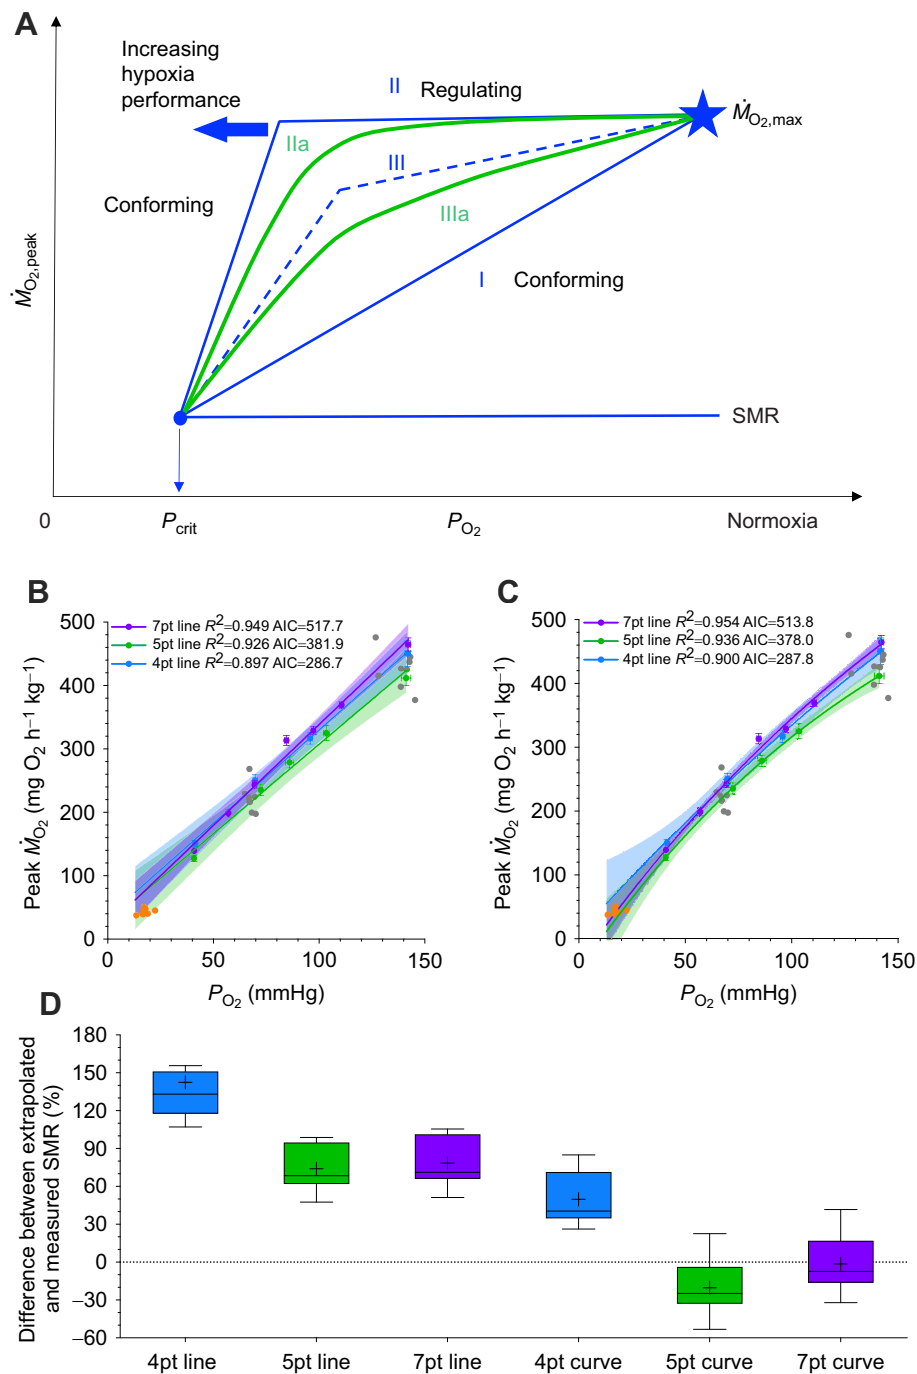 A
Increasing
hypoxia
performance
II Regulating
ṀO2,max
IIa
III
Conforming
IIIa
I Conforming
ṀO2,peak
SMR
0 Pcrit PO2 Normoxia
B
7pt line R2=0.949 AIC=517.7
5pt line R2=0.926 AIC=381.9
4pt line R2=0.897 AIC=286.7
Peak ṀO2 (mg O2 h−1 kg−1)
500
400
300
200
100
0
0 50 100 150
PO2 (mmHg)
C
7pt line R2=0.954 AIC=513.8
5pt line R2=0.936 AIC=378.0
4pt line R2=0.900 AIC=287.8
Peak ṀO2 (mg O2 h−1 kg−1)
500
400
300
200
100
0
0 50 100 150
PO2 (mmHg)
D
Difference between extrapolated
and measured SMR (%)
180
150
120
90
60
30
0
−30
−60
4pt line 5pt line 7pt line 4pt curve 5pt curve 7pt curve